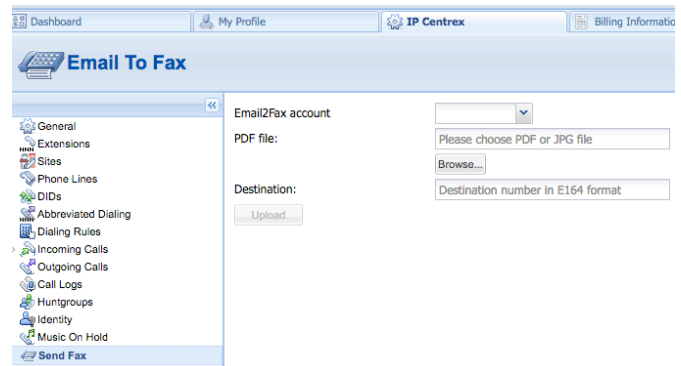 Dashboard
My Profile
IP Centrex
Billing Informatio
Email To Fax
General
Extensions
Sites
Phone Lines
DIDs
Abbreviated Dialing
Dialing Rules
Incoming Calls
Outgoing Calls
Call Logs
Huntgroups
Identity
Music On Hold
Send Fax
Email2Fax account
PDF file:
Please choose PDF or JPG file
Browse...
Destination:
Destination number in E164 format
Upload